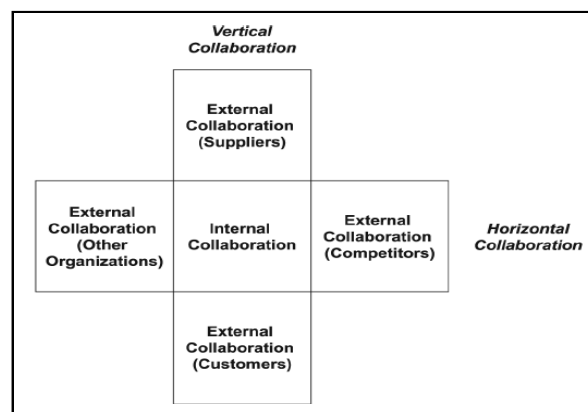 Vertical
Collaboration
External
Collaboration
(Suppliers)
External
Collaboration
(Other
Organizations)
Internal
Collaboration
External
Collaboration
(Competitors)
Horizontal
Collaboration
External
Collaboration
(Customers)